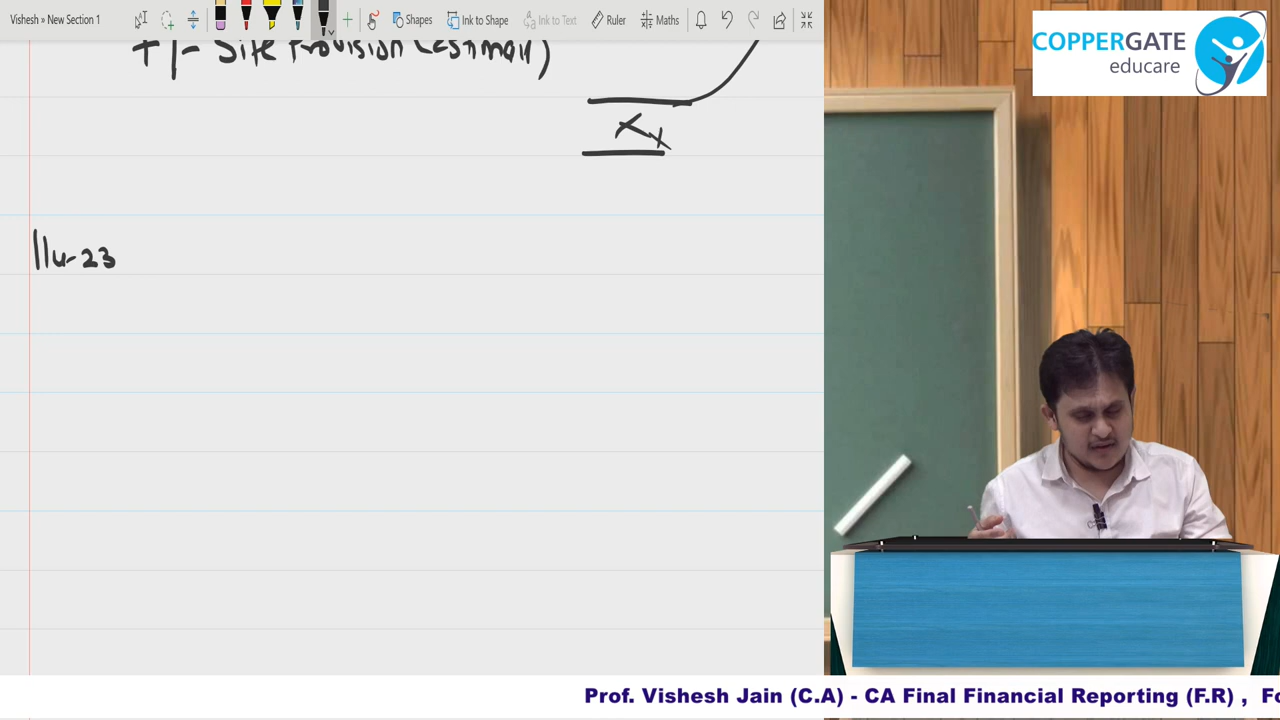 Vishesh » New Section 1
Shapes
Ink to Shape
Ink to Text
Ruler
Maths
+/- Site Provision
Xx
Illu-23
COPPERGATE
educare
Prof. Vishesh Jain (C.A) - CA Final Financial Reporting (F.R) , Fo